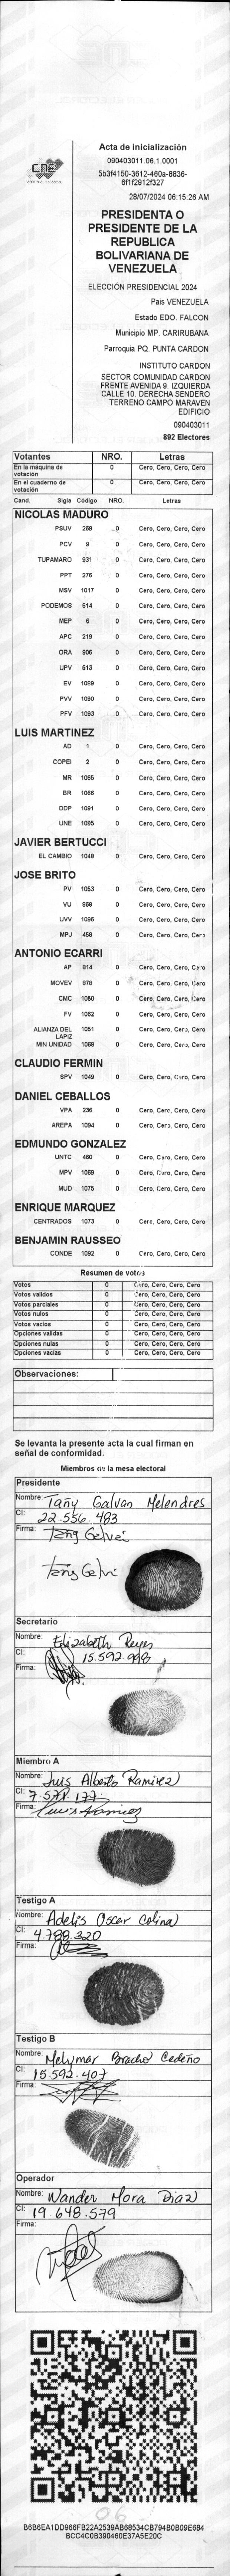 CNE
Acta de inicialización
090403011.06.1.0001
5b3f4150-3612-460a-8836-
6f1f2912f327
28/07/2024 06:15:26 AM
PRESIDENTA O
PRESIDENTE DE LA
REPUBLICA
BOLIVARIANA DE
VENEZUELA
ELECCIÓN PRESIDENCIAL 2024
Pais VENEZUELA
Estado EDO. FALCON
Municipio MP. CARIRUBANA
Parroquia PQ. PUNTA CARDON
INSTITUTO CARDON
SECTOR COMUNIDAD CARDON
FRENTE AVENIDA 9. IZQUIERDA
CALLE 10. DERECHA SENDERO
TERRENO CAMPO MARAVEN
EDIFICIO
090403011
892 Electores
Votantes NRO. Letras
En la máquina de votación 0 Cero, Cero, Cero, Cero
En el cuaderno de votación 0 Cero, Cero, Cero, Cero
Cand. Sigla Código NRO. Letras
NICOLAS MADURO
PSUV 269 0 Cero, Cero, Cero, Cero
PCV 9 0 Cero, Cero, Cero, Cero
TUPAMARO 931 0 Cero, Cero, Cero, Cero
PPT 276 0 Cero, Cero, Cero, Cero
MSV 1017 0 Cero, Cero, Cero, Cero
PODEMOS 514 0 Cero, Cero, Cero, Cero
MEP 6 0 Cero, Cero, Cero, Cero
APC 219 0 Cero, Cero, Cero, Cero
ORA 906 0 Cero, Cero, Cero, Cero
UPV 513 0 Cero, Cero, Cero, Cero
EV 1089 0 Cero, Cero, Cero, Cero
PVV 1090 0 Cero, Cero, Cero, Cero
PFV 1093 0 Cero, Cero, Cero, Cero
LUIS MARTINEZ
AD 1 0 Cero, Cero, Cero, Cero
COPEI 2 0 Cero, Cero, Cero, Cero
MR 1065 0 Cero, Cero, Cero, Cero
BR 1066 0 Cero, Cero, Cero, Cero
DDP 1091 0 Cero, Cero, Cero, Cero
UNE 1095 0 Cero, Cero, Cero, Cero
JAVIER BERTUCCI
EL CAMBIO 1048 0 Cero, Cero, Cero, Cero
JOSE BRITO
PV 1053 0 Cero, Cero, Cero, Cero
VU 968 0 Cero, Cero, Cero, Cero
UVV 1096 0 Cero, Cero, Cero, Cero
MPJ 458 0 Cero, Cero, Cero, Cero
ANTONIO ECARRI
AP 814 0 Cero, Cero, Cero, Cero
MOVEV 878 0 Cero, Cero, Cero, Cero
CMC 1050 0 Cero, Cero, Cero, Cero
FV 1062 0 Cero, Cero, Cero, Cero
ALIANZA DEL LAPIZ 1051 0 Cero, Cero, Cero, Cero
MIN UNIDAD 1069 0 Cero, Cero, Cero, Cero
CLAUDIO FERMIN
SPV 1049 0 Cero, Cero, Cero, Cero
DANIEL CEBALLOS
VPA 236 0 Cero, Cero, Cero, Cero
AREPA 1094 0 Cero, Cero, Cero, Cero
EDMUNDO GONZALEZ
UNTC 460 0 Cero, Cero, Cero, Cero
MPV 1069 0 Cero, Cero, Cero, Cero
MUD 1075 0 Cero, Cero, Cero, Cero
ENRIQUE MARQUEZ
CENTRADOS 1073 0 Cero, Cero, Cero, Cero
BENJAMIN RAUSSEO
CONDE 1092 0 Cero, Cero, Cero, Cero
Resumen de votos
Votos 0 Cero, Cero, Cero, Cero
Votos validos 0 Cero, Cero, Cero, Cero
Votos parciales 0 Cero, Cero, Cero, Cero
Votos nulos 0 Cero, Cero, Cero, Cero
Votos vacios 0 Cero, Cero, Cero, Cero
Opciones validas 0 Cero, Cero, Cero, Cero
Opciones nulas 0 Cero, Cero, Cero, Cero
Opciones vacias 0 Cero, Cero, Cero, Cero
Observaciones:
Se levanta la presente acta la cual firman en
señal de conformidad.
Miembros de la mesa electoral
Presidente
Nombre: Tañy Galvan Melendres
CI: 22-556-483
Firma: Tañy Galvan
Secretario
Nombre: Elizabeth Reyes
CI: 15.592.998
Firma:
Miembro A
Nombre: Luis Alberto Ramirez
CI: 7.578.177
Firma: Luis Ramirez
Testigo A
Nombre: Adelis Oscar Colina
CI: 4.788.320
Firma:
Testigo B
Nombre: Melymar Bracho Cedeño
CI: 15.592.407
Firma:
Operador
Nombre: Wander Mora Diaz
CI: 19.648.579
Firma:
06
B6B6EA1DD966FB22A2539AB68534CB794B0B09E684
BCC4C0B390460E37A5E20C